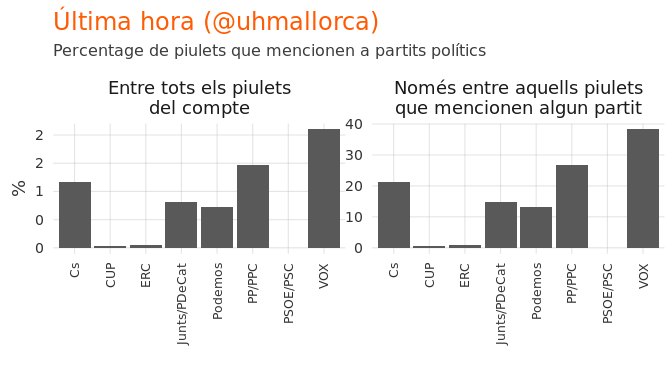 Última hora (@uhmallorca)
Percentage de piulets que mencionen a partits polítics
Entre tots els piulets
del compte
Només entre aquells piulets
que mencionen algun partit
%
2
2
1
0
0
Cs
CUP
ERC
Junts/PDeCat
Podemos
PP/PPC
PSOE/PSC
VOX
40
30
20
10
0
Cs
CUP
ERC
Junts/PDeCat
Podemos
PP/PPC
PSOE/PSC
VOX